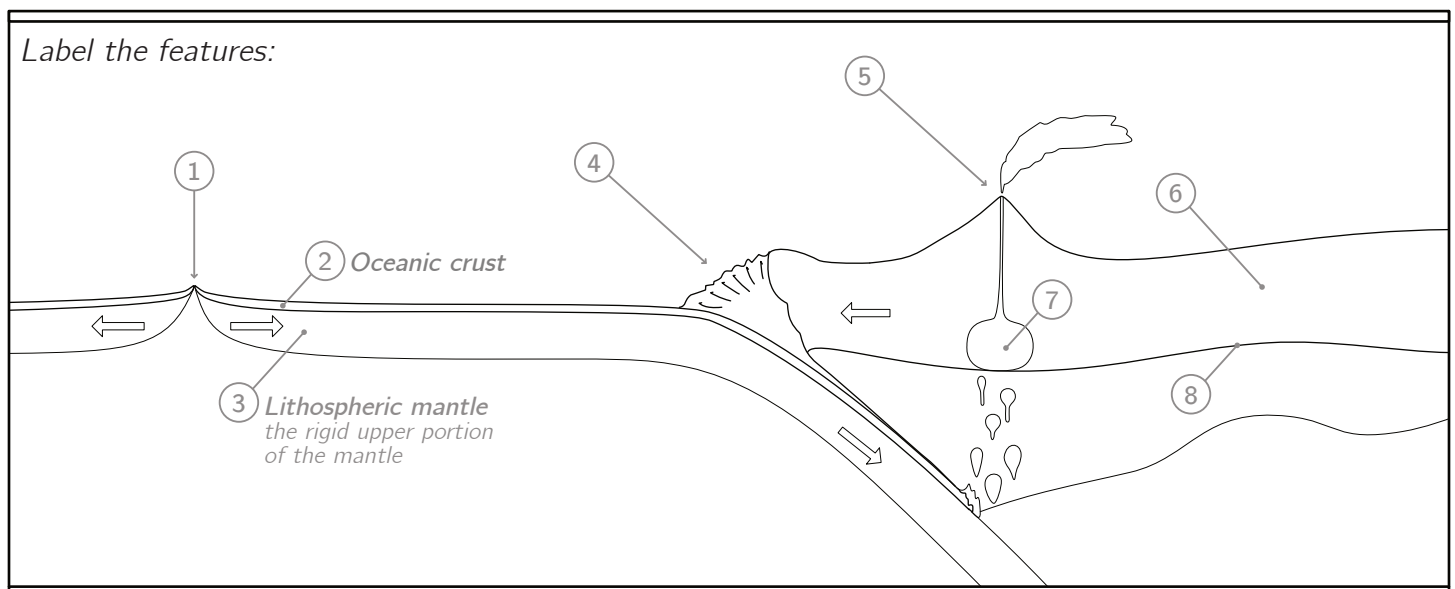 Label the features:
5
4
1
6
2 Oceanic crust
7
3 Lithospheric mantle
the rigid upper portion
of the mantle
8